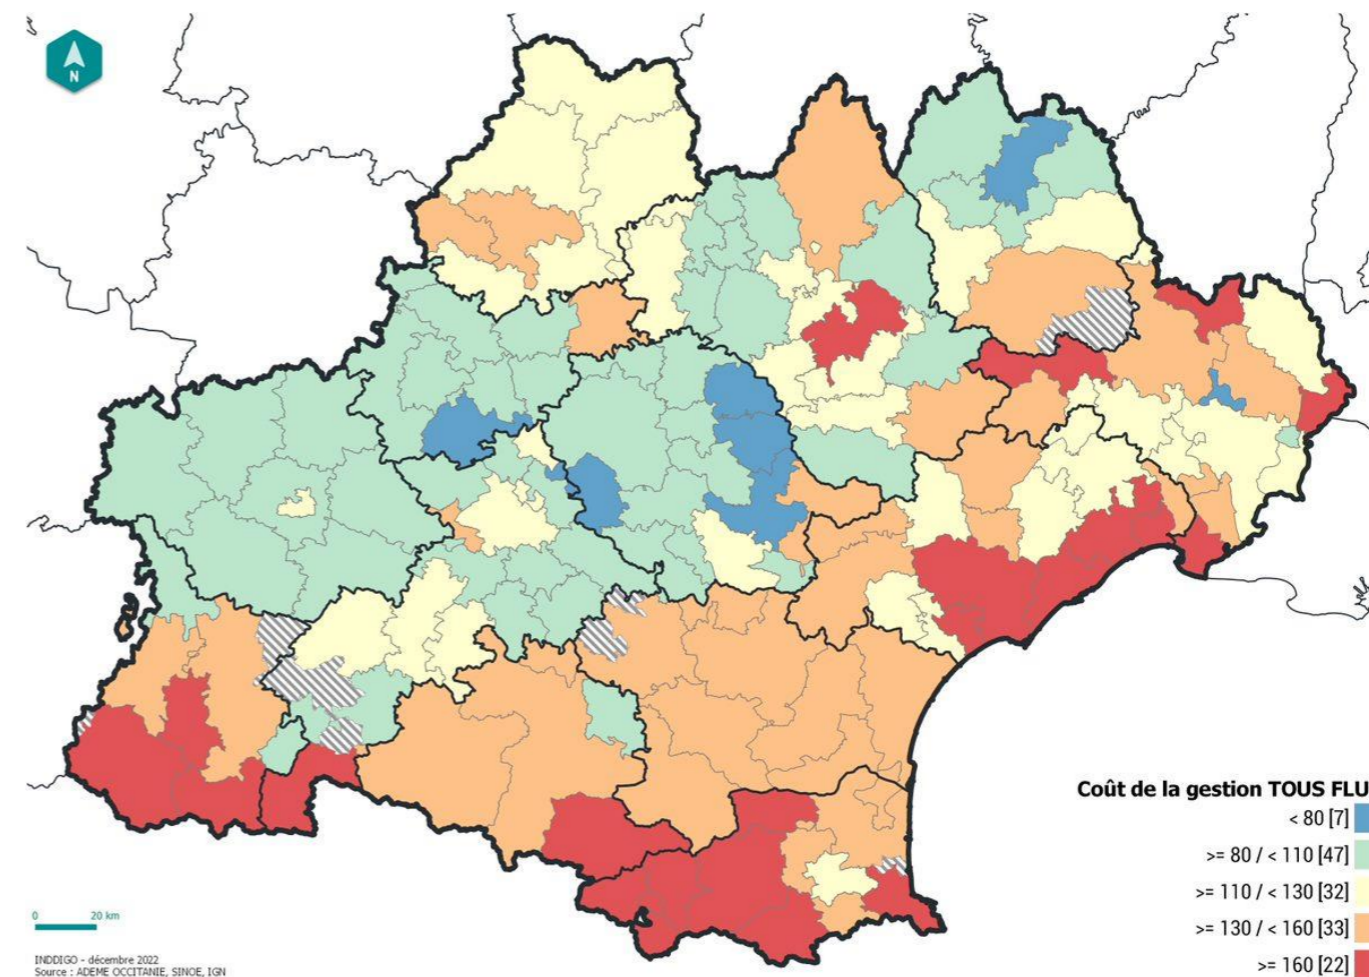 N
Coût de la gestion TOUS FLU
< 80 [7]
>= 80 / < 110 [47]
>= 110 / < 130 [32]
>= 130 / < 160 [33]
>= 160 [22]
0 20 km
INDDIGO - décembre 2022
Source : ADEME OCCITANIE, SINOE, IGN